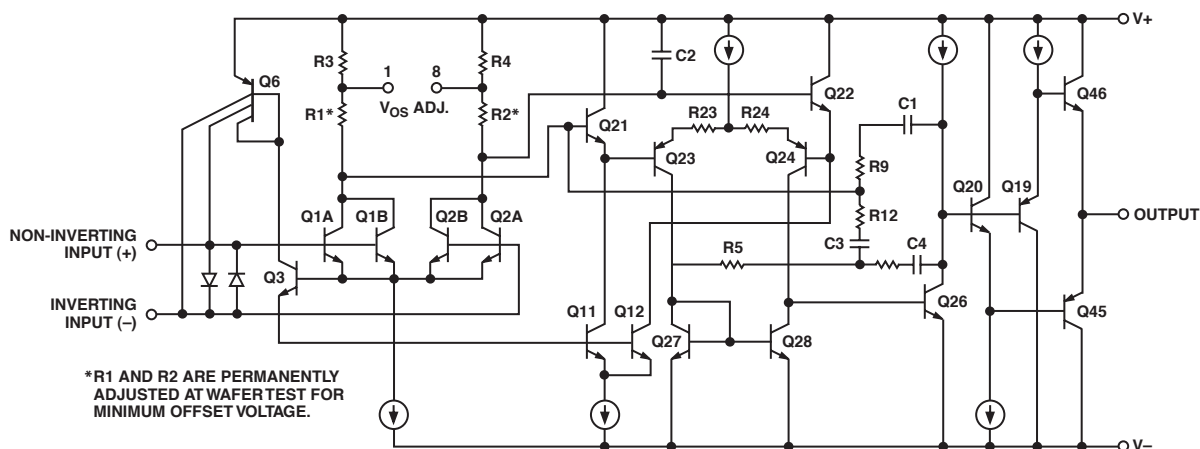 V+
R3
R4
C2
Q6
1
8
V_OS ADJ.
R1*
R2*
Q21
R23
R24
Q22
C1
Q46
Q23
Q24
R9
Q20
Q19
R12
Q1A
Q1B
Q2B
Q2A
NON-INVERTING
INPUT (+)
OUTPUT
C3
C4
R5
Q3
INVERTING
INPUT (–)
Q11
Q12
Q27
Q28
Q26
Q45
*R1 AND R2 ARE PERMANENTLY
ADJUSTED AT WAFER TEST FOR
MINIMUM OFFSET VOLTAGE.
V–